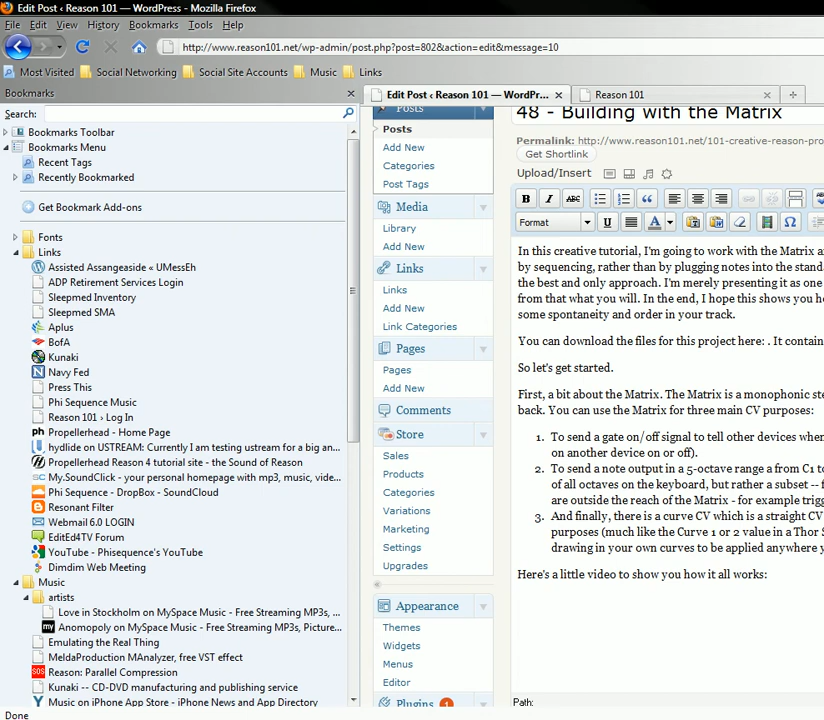 Edit Post ‹ Reason 101 — WordPress - Mozilla Firefox
File Edit View History Bookmarks Tools Help
http://www.reason101.net/wp-admin/post.php?post=802&action=edit&message=10
Most Visited Social Networking Social Site Accounts Music Links
Bookmarks
Search:
Bookmarks Toolbar
Bookmarks Menu
Recent Tags
Recently Bookmarked
Get Bookmark Add-ons
Fonts
Links
Assisted Assangeaside « UMessEh
ADP Retirement Services Login
Sleepmed Inventory
Sleepmed SMA
Aplus
BofA
Kunaki
Navy Fed
Press This
Phi Sequence Music
Reason 101 › Log In
Propellerhead - Home Page
hydlide on USTREAM: Currently I am testing ustream for a big an...
Propellerhead Reason 4 tutorial site - the Sound of Reason
My.SoundClick - your personal homepage with mp3, music, video...
Phi Sequence - DropBox - SoundCloud
Resonant Filter
Webmail 6.0 LOGIN
EditEd4TV Forum
YouTube - Phisequence's YouTube
Dimdim Web Meeting
Music
artists
Love in Stockholm on MySpace Music - Free Streaming MP3s, ...
my Anomopoly on MySpace Music - Free Streaming MP3s, Picture...
Emulating the Real Thing
MeldaProduction MAnalyzer, free VST effect
SOS Reason: Parallel Compression
Kunaki -- CD-DVD manufacturing and publishing service
Music on iPhone App Store - iPhone News and App Directory
Done
Edit Post ‹ Reason 101 — WordPr...
Reason 101
Posts
Posts
Add New
Categories
Post Tags
Media
Library
Add New
Links
Links
Add New
Link Categories
Pages
Pages
Add New
Comments
Store
Sales
Products
Categories
Variations
Marketing
Settings
Upgrades
Appearance
Themes
Widgets
Menus
Editor
Plugins 1
48 - Building with the Matrix
Permalink: http://www.reason101.net/101-creative-reason-pro
Get Shortlink
Upload/Insert
B I ABC
Format U A
In this creative tutorial, I'm going to work with the Matrix a
by sequencing, rather than by plugging notes into the stand
the best and only approach. I'm merely presenting it as one
from that what you will. In the end, I hope this shows you h
some spontaneity and order in your track.
You can download the files for this project here: . It contain
So let's get started.
First, a bit about the Matrix. The Matrix is a monophonic ste
back. You can use the Matrix for three main CV purposes:
1. To send a gate on/off signal to tell other devices when
on another device on or off).
2. To send a note output in a 5-octave range a from C1 to
of all octaves on the keyboard, but rather a subset -- f
are outside the reach of the Matrix - for example trigg
3. And finally, there is a curve CV which is a straight CV
purposes (much like the Curve 1 or 2 value in a Thor S
drawing in your own curves to be applied anywhere y
Here's a little video to show you how it all works:
Path: